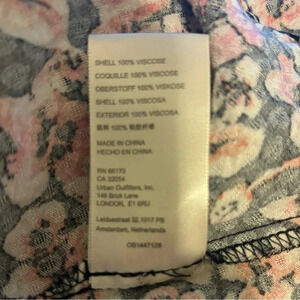 SHELL 100% VISCOSE
COQUILLE 100% VISCOSE
OBERSTOFF 100% VISKOSE
SHELL 100% VISCOSA
EXTERIOR 100% VISCOSA
面料 100% 粘胶纤维
MADE IN CHINA
HECHO EN CHINA
RN 66170
CA 32054
Urban Outfitters, Inc.
146 Brick Lane
LONDON, E1 6RU
Leidsestraat 32,1017 PB
Amsterdam, Netherlands
OB1447128